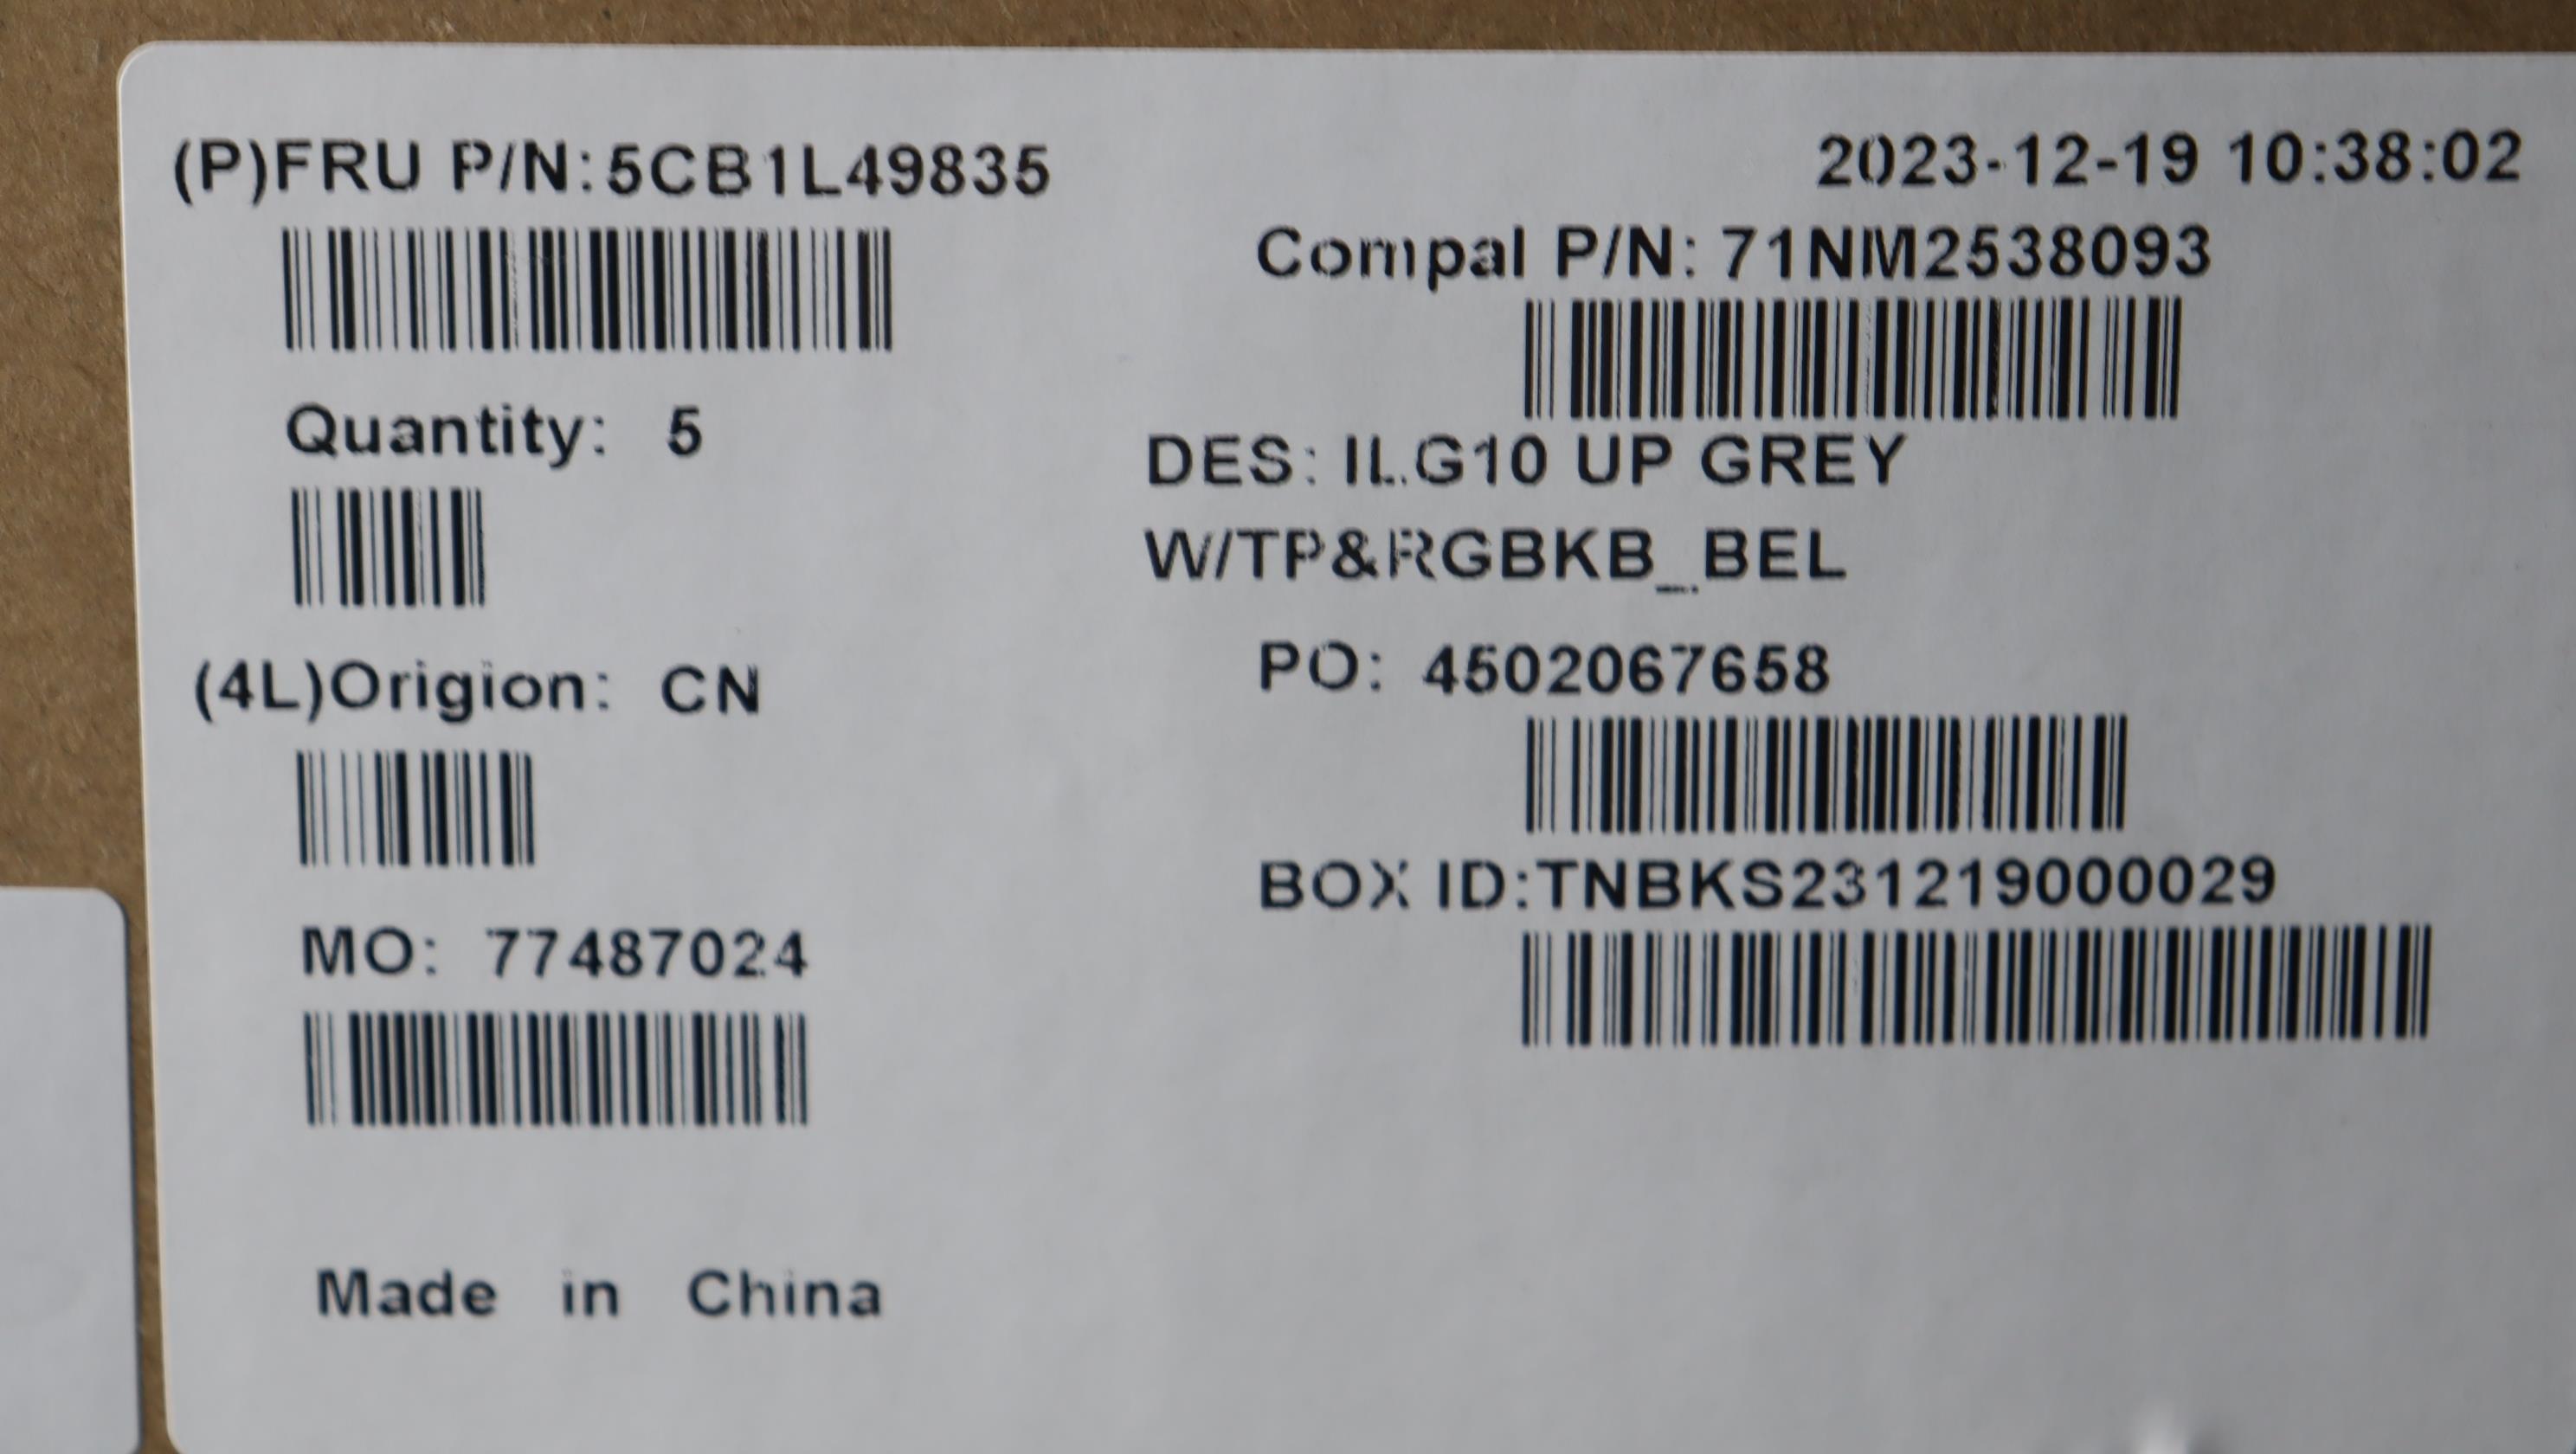 (P)FRU P/N:5CB1L49835
Quantity: 5
(4L)Origion: CN
MO: 77487024
Made in China
2023-12-19 10:38:02
Compal P/N: 71NM2538093
DES: ILG10 UP GREY
W/TP&RGBKB_BEL
PO: 4502067658
BOX ID:TNBKS231219000029